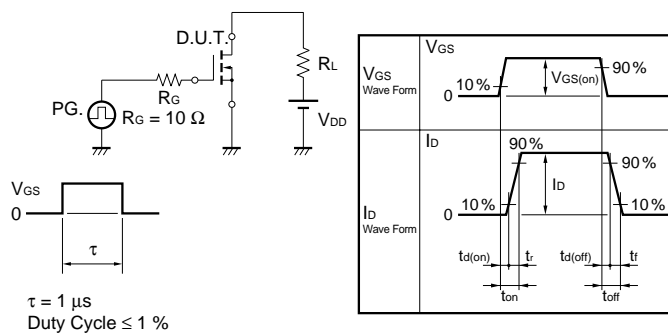 D.U.T.
RL
RG
PG.
RG = 10 Ω
VDD
VGS
0
τ
τ = 1 μs
Duty Cycle ≤ 1 %
VGS
Wave Form
VGS
10 %
VGS(on)
90 %
0
ID
Wave Form
ID
90 %
90 %
ID
10 %
10 %
0
td(on)
tr
td(off)
tf
ton
toff